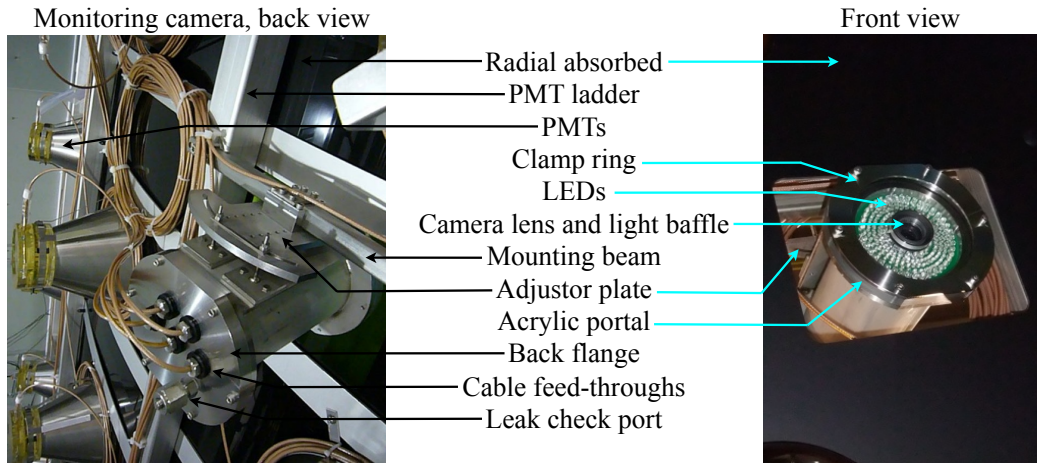 Monitoring camera, back view
Front view
Radial absorbed
PMT ladder
PMTs
Clamp ring
LEDs
Camera lens and light baffle
Mounting beam
Adjustor plate
Acrylic portal
Back flange
Cable feed-throughs
Leak check port